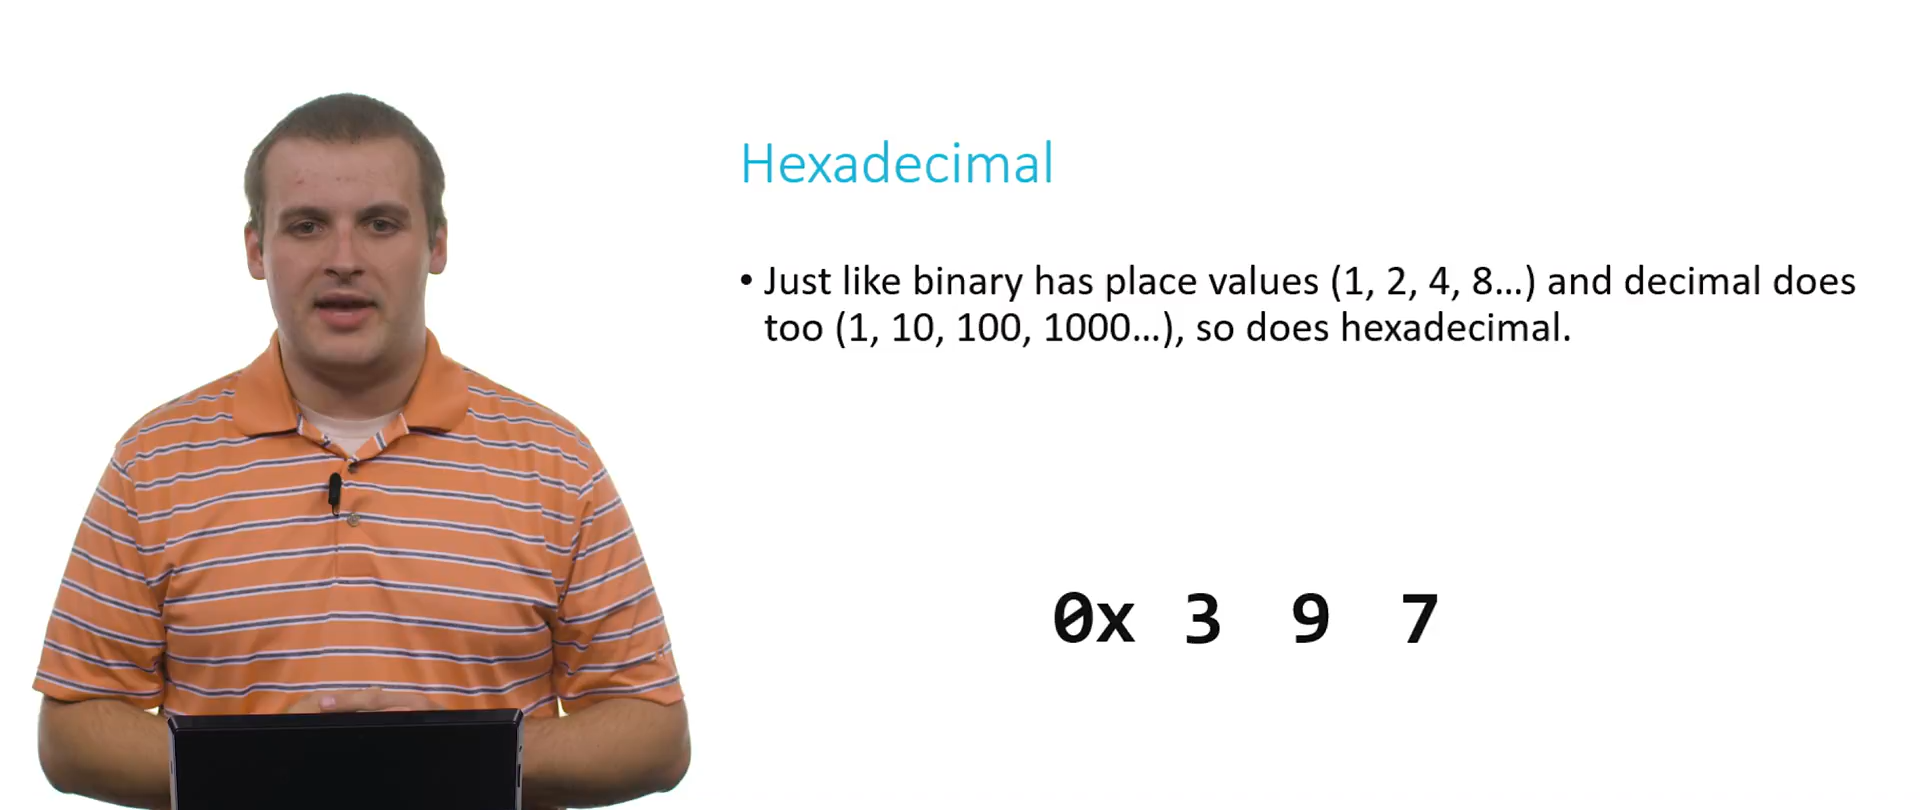 Hexadecimal
• Just like binary has place values (1, 2, 4, 8…) and decimal does
too (1, 10, 100, 1000…), so does hexadecimal.
0x 3 9 7